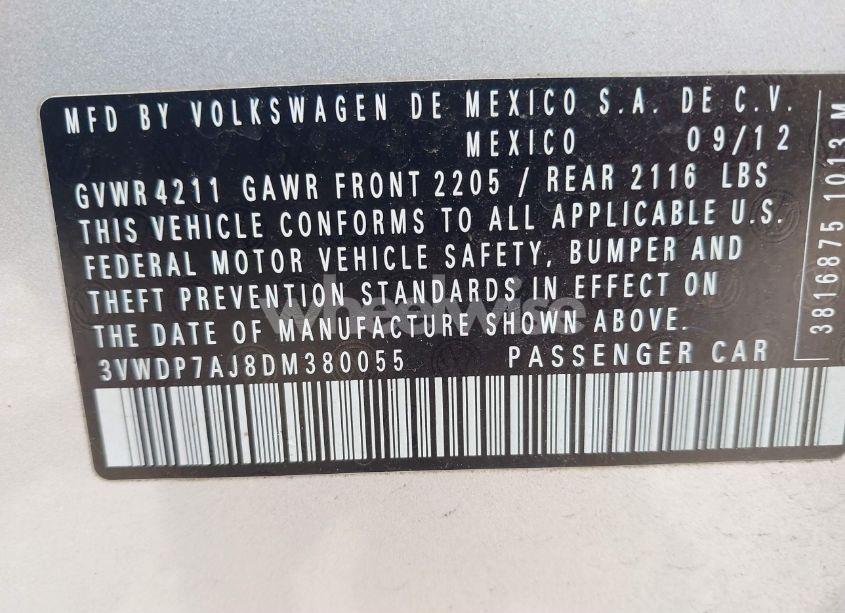 MFD BY VOLKSWAGEN DE MEXICO S.A. DE C.V.
MEXICO 09/12
GVWR 4211 GAWR FRONT 2205 / REAR 2116 LBS
THIS VEHICLE CONFORMS TO ALL APPLICABLE U.S.
FEDERAL MOTOR VEHICLE SAFETY, BUMPER AND
THEFT PREVENTION STANDARDS IN EFFECT ON
THE DATE OF MANUFACTURE SHOWN ABOVE.
3VWDP7AJ8DM380055 PASSENGER CAR
3816875 1013 M
wheelwise